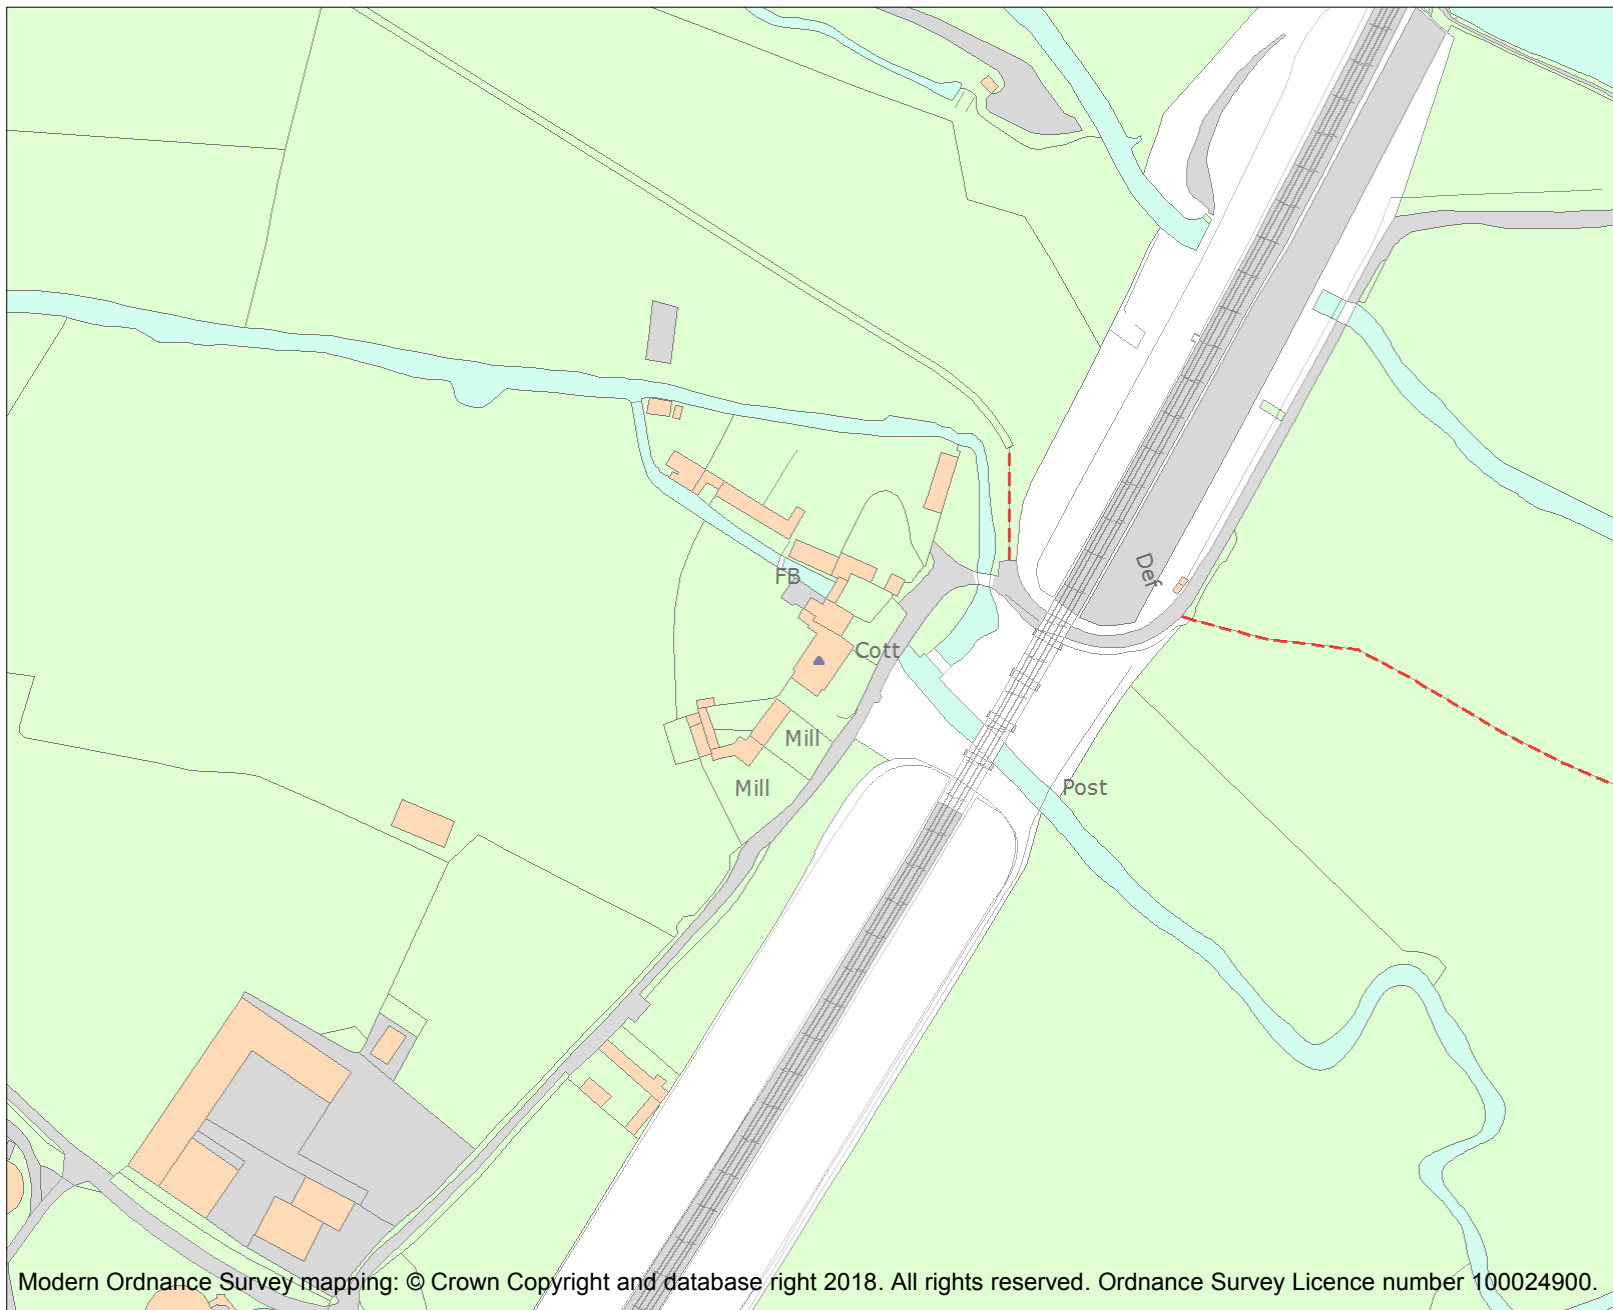 Def
FB
Cott
Mill
Mill
Post
Modern Ordnance Survey mapping: © Crown Copyright and database right 2018. All rights reserved. Ordnance Survey Licence number 100024900.